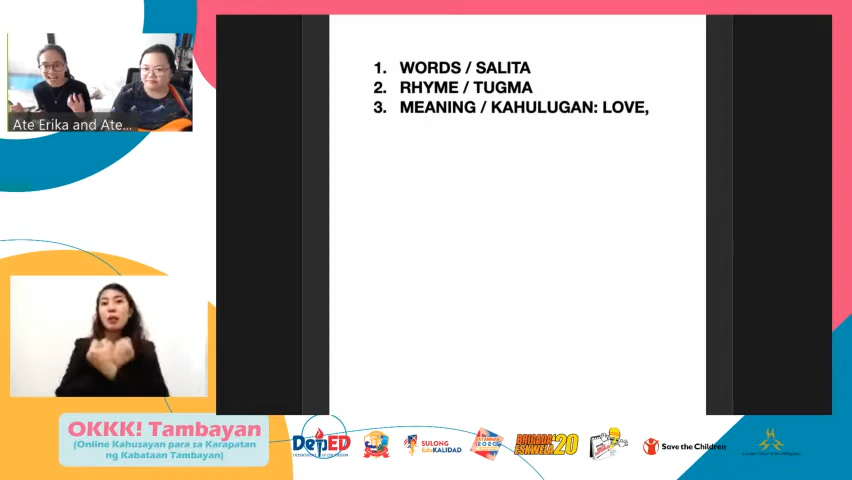 1. WORDS / SALITA
2. RHYME / TUGMA
3. MEANING / KAHULUGAN: LOVE,
Ate Erika and Ate...
OKKK! Tambayan
(Online Kahusayan para sa Karapatan
ng Kabataan Tambayan)
DepED
SULONG
EduKALIDAD
BRIGADA
ESKWELA '20
Save the Children